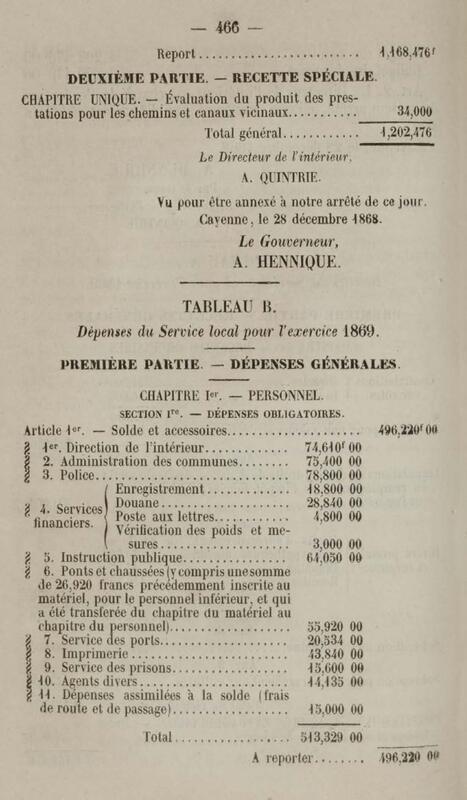 — 466 —
Report........................ 1,168,476f
DEUXIÈME PARTIE. — RECETTE SPÉCIALE.
CHAPITRE UNIQUE. — Évaluation du produit des pres-
tations pour les chemins et canaux vicinaux........... 34,000
Total général............ 1,202,476
Le Directeur de l'intérieur,
A. QUINTRIE.
Vu pour être annexé à notre arrêté de ce jour.
Cayenne, le 28 décembre 1868.
Le Gouverneur,
A. HENNIQUE.
TABLEAU B.
Dépenses du Service local pour l'exercice 1869.
PREMIÈRE PARTIE. — DÉPENSES GÉNÉRALES.
CHAPITRE Ier. — PERSONNEL.
SECTION Ire. — DÉPENSES OBLIGATOIRES.
Article 1er. — Solde et accessoires.................... 496,220f 00
§ 1er. Direction de l'intérieur................ 74,610f 00
§ 2. Administration des communes........ 75,400 00
§ 3. Police................................ 78,800 00
§ 4. Services financiers.
Enregistrement................ 18,800 00
Douane........................ 28,840 00
Poste aux lettres............... 4,800 00
Vérification des poids et me-
sures........................ 3,000 00
§ 5. Instruction publique.................. 64,050 00
§ 6. Ponts et chaussées (y compris une somme
de 26,920 francs précédemment inscrite au
matériel, pour le personnel inférieur, et qui
a été transférée du chapitre du matériel au
chapitre du personnel)..................... 55,920 00
§ 7. Service des ports...................... 20,534 00
§ 8. Imprimerie........................... 43,840 00
§ 9. Service des prisons.................... 15,600 00
§ 10. Agents divers........................ 14,135 00
§ 11. Dépenses assimilées à la solde (frais
de route et de passage).................... 15,000 00
Total.................. 513,329 00
A reporter........ 496,220 00